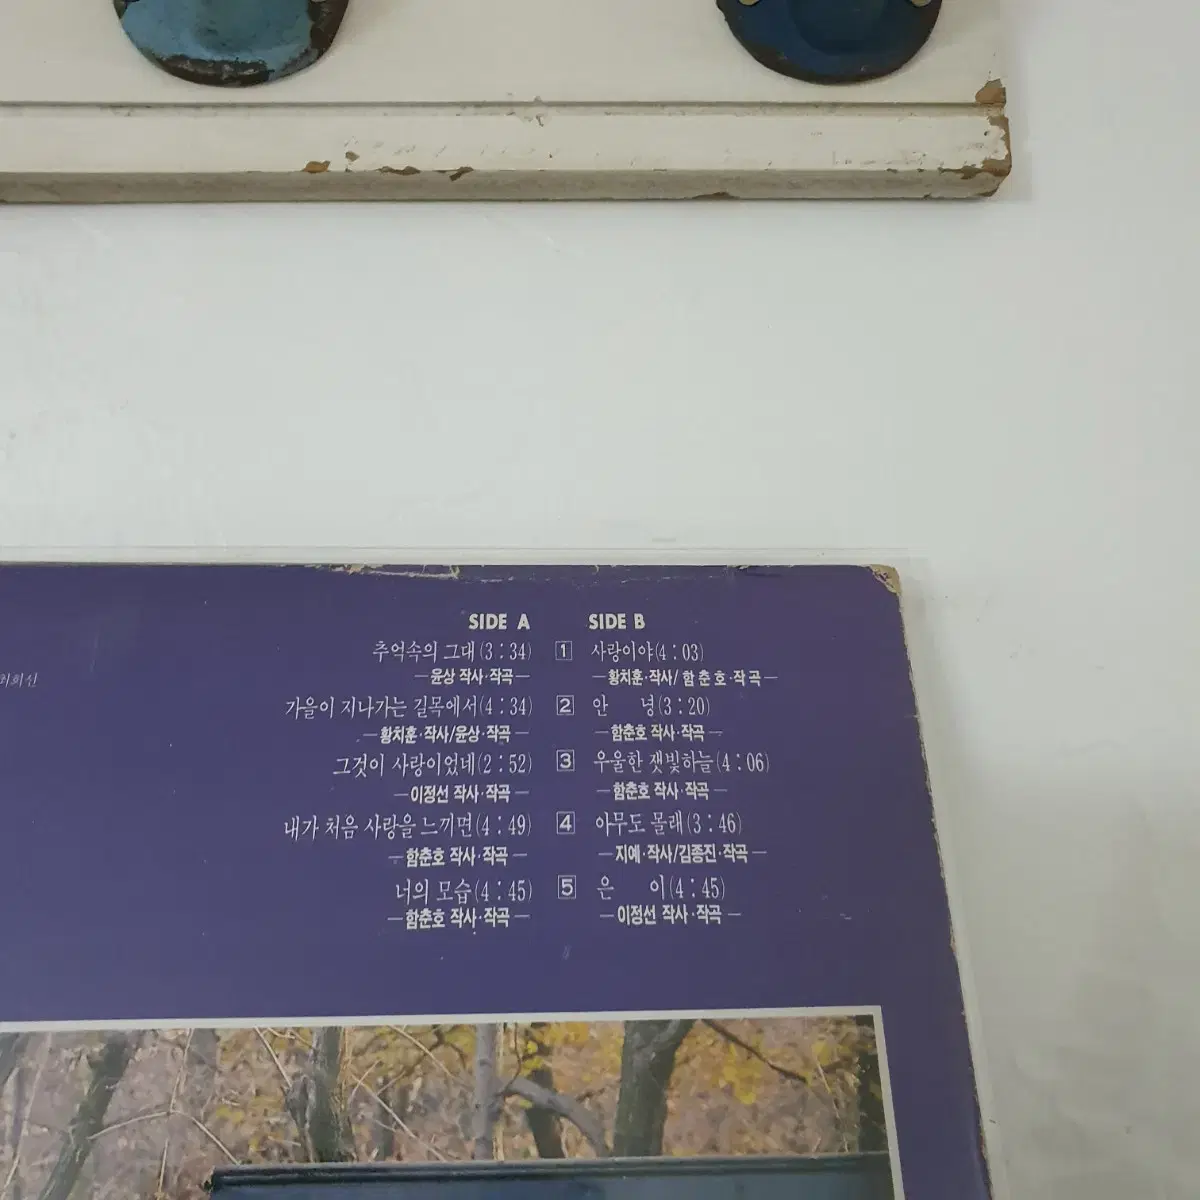 SIDE A
추억속의 그대(3:34)
—윤상 작사·작곡—
가을이 지나가는 길목에서(4:34)
—황치훈·작사/윤상·작곡—
그것이 사랑이었네(2:52)
—이정선 작사·작곡—
내가 처음 사랑을 느끼면(4:49)
—함춘호 작사·작곡—
너의 모습(4:45)
—함춘호 작사·작곡—
SIDE B
1 사랑이야(4:03)
—황치훈·작사/함춘호·작곡—
2 안 녕(3:20)
—함춘호 작사·작곡—
3 우울한 잿빛하늘(4:06)
—함춘호 작사·작곡—
4 아무도 몰래(3:46)
—지예·작사/김종진·작곡—
5 은 이(4:45)
—이정선 작사·작곡—